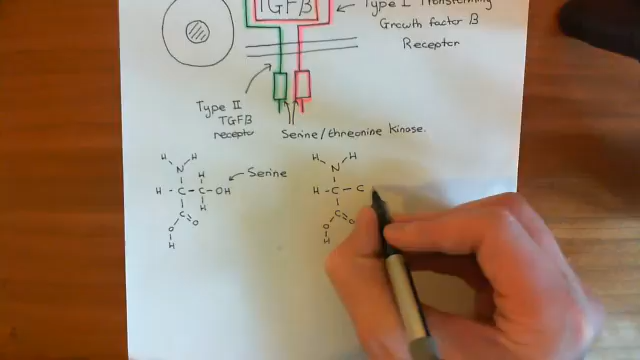 TGFβ
Type I Transforming
Growth factor β
Receptor
Type II
TGFβ
receptor
Serine/threonine kinase.
Serine
H H
N
H
H - C - C - OH
H
C
O O
H
H H
N
H - C - C
C
O O
H